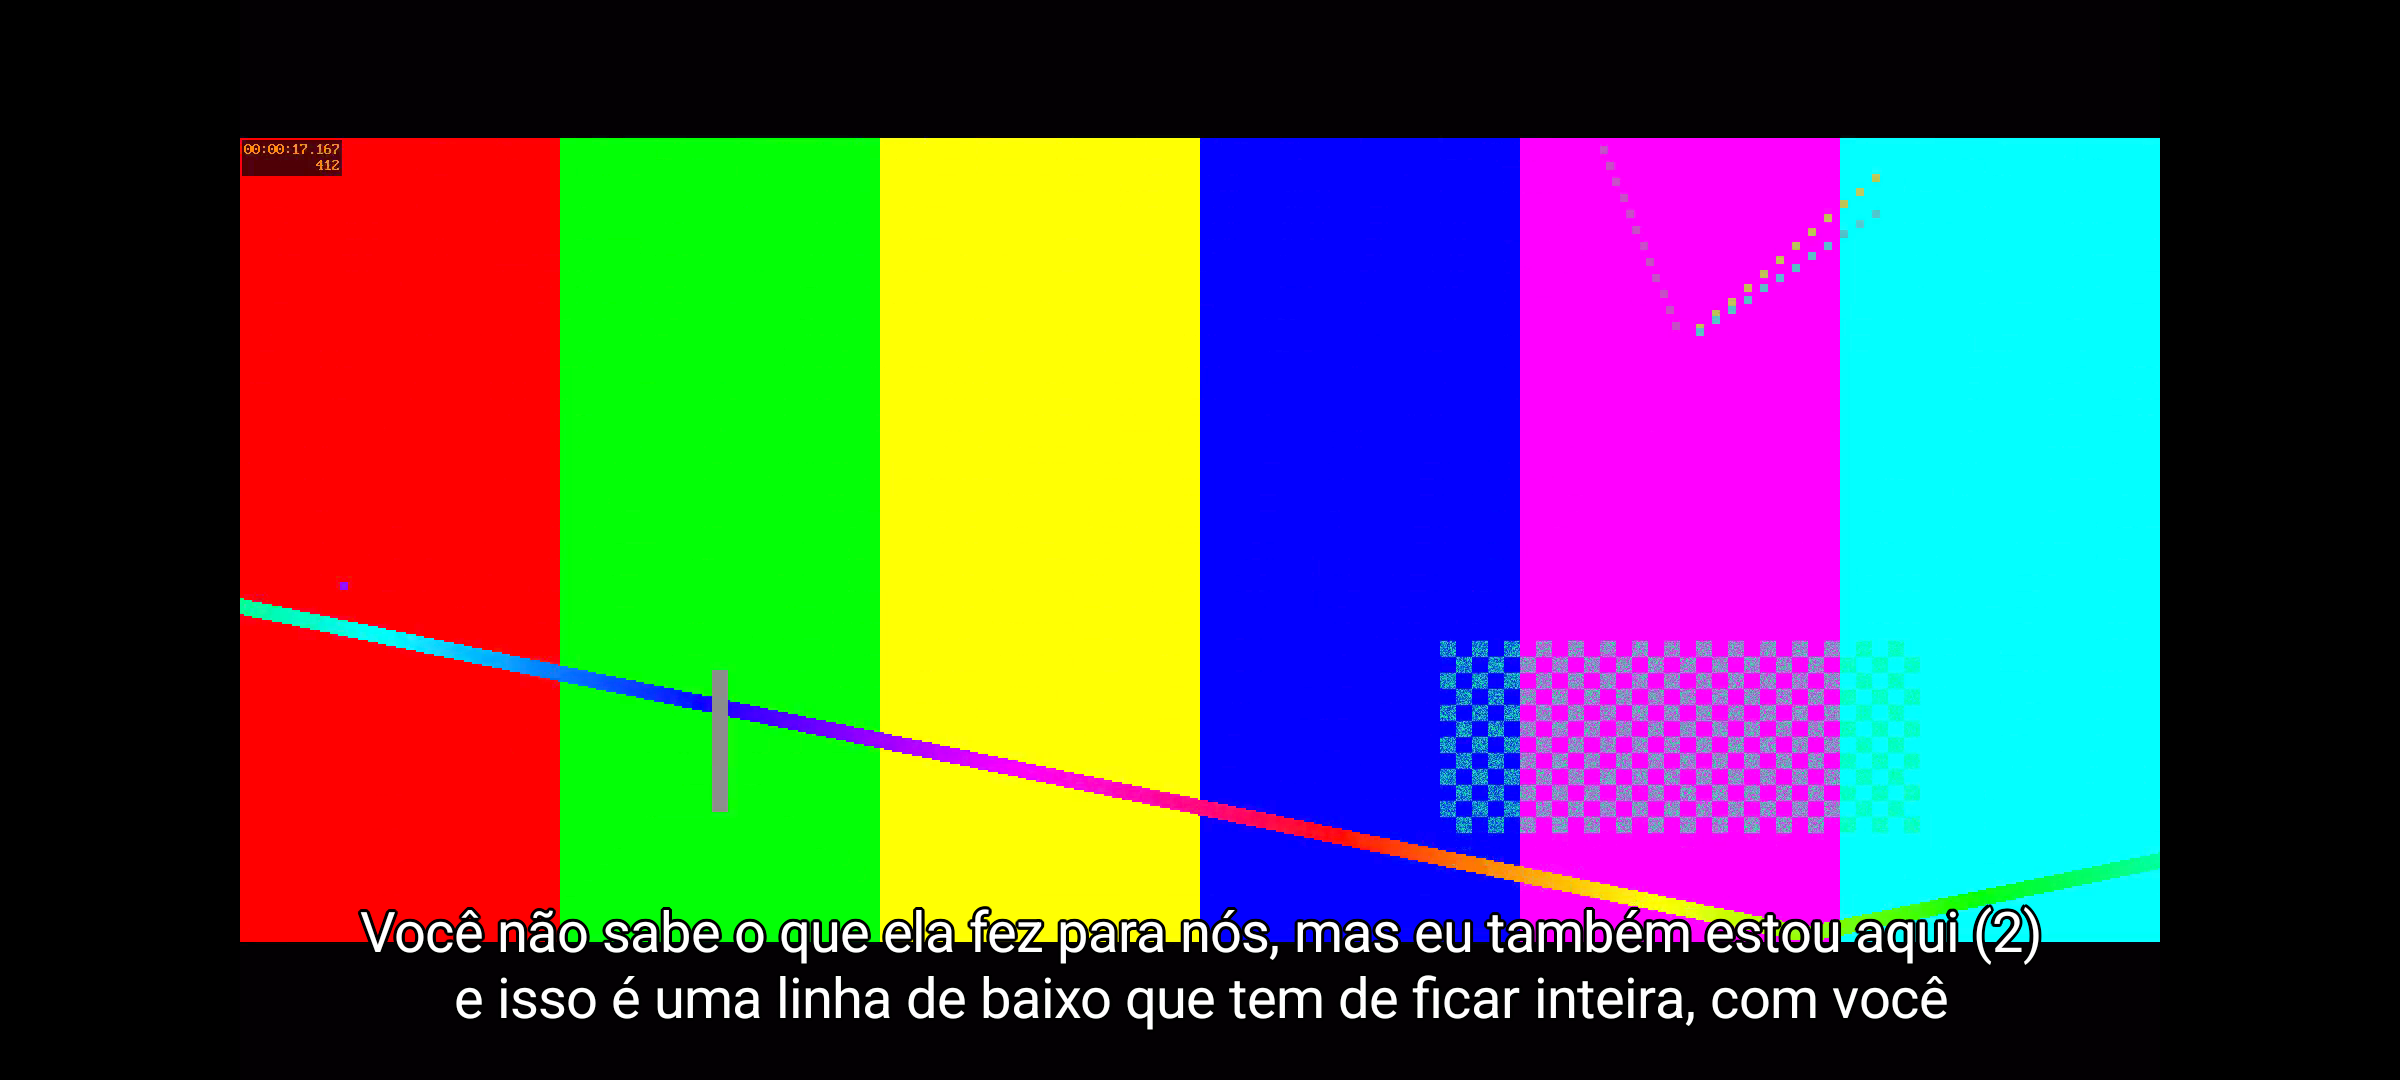 00:00:17.167
412
Você não sabe o que ela fez para nós, mas eu também estou aqui (2)
e isso é uma linha de baixo que tem de ficar inteira, com você